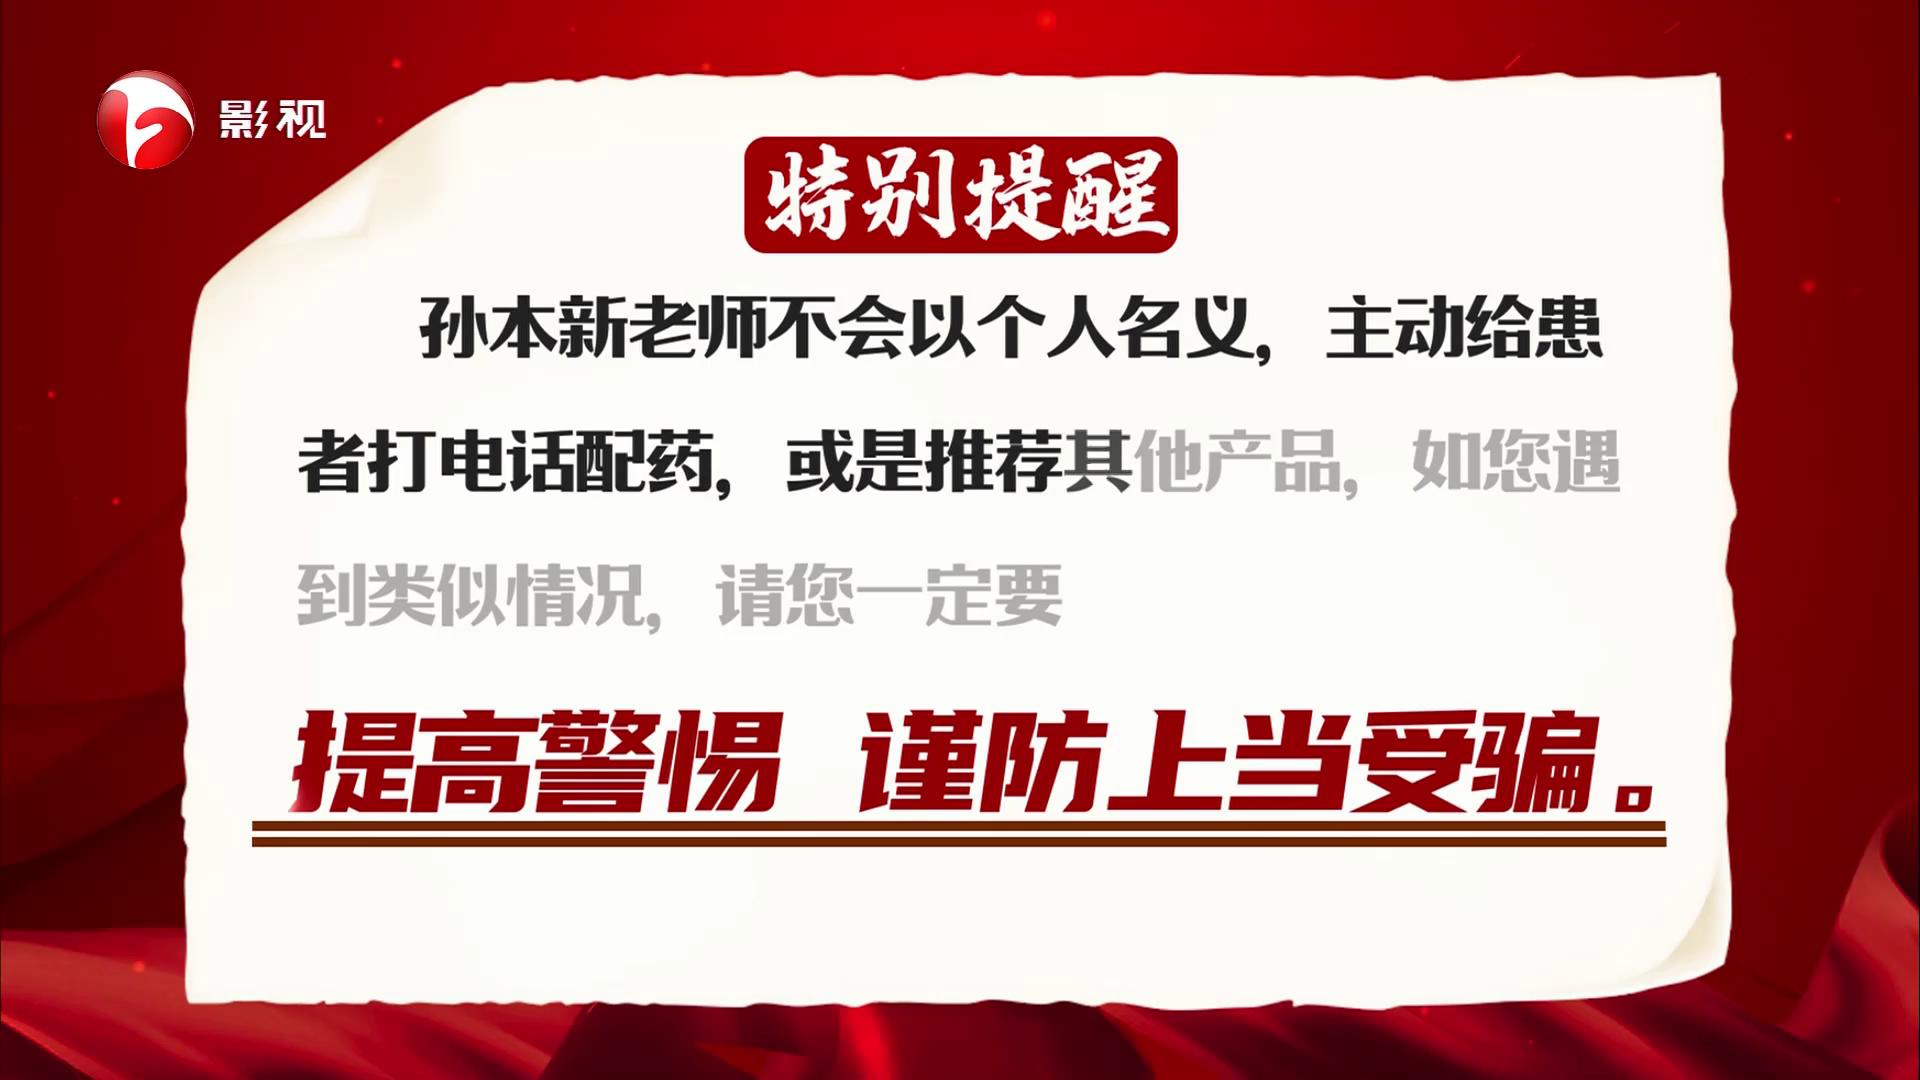 影视
特别提醒
孙本新老师不会以个人名义，主动给患
者打电话配药，或是推荐其他产品，如您遇
到类似情况，请您一定要
提高警惕 谨防上当受骗。